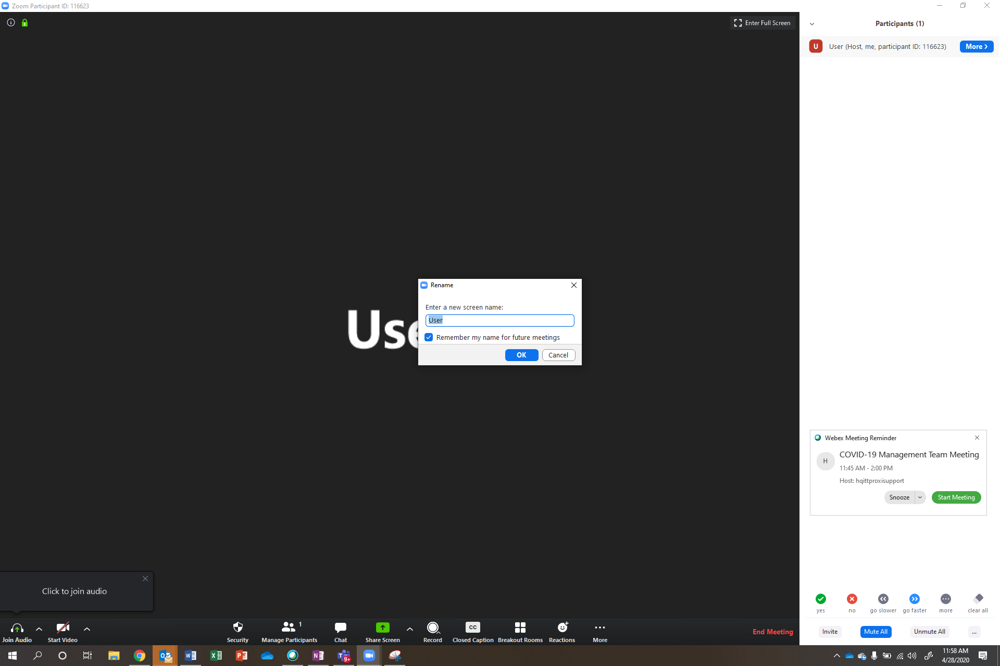 Zoom Participant ID: 116623
Enter Full Screen
Participants (1)
U
User (Host, me, participant ID: 116623)
More
Rename
Enter a new screen name:
User
Remember my name for future meetings
OK
Cancel
Use
Webex Meeting Reminder
COVID-19 Management Team Meeting
H
11:45 AM - 2:00 PM
Host: hqittproxisupport
Snooze
Start Meeting
Click to join audio
yes
no
go slower
go faster
more
clear all
Join Audio
Start Video
Security
Manage Participants
1
Chat
Share Screen
Record
CC
Closed Caption
Breakout Rooms
Reactions
More
End Meeting
Invite
Mute All
Unmute All
...
9+
11:58 AM
4/28/2020